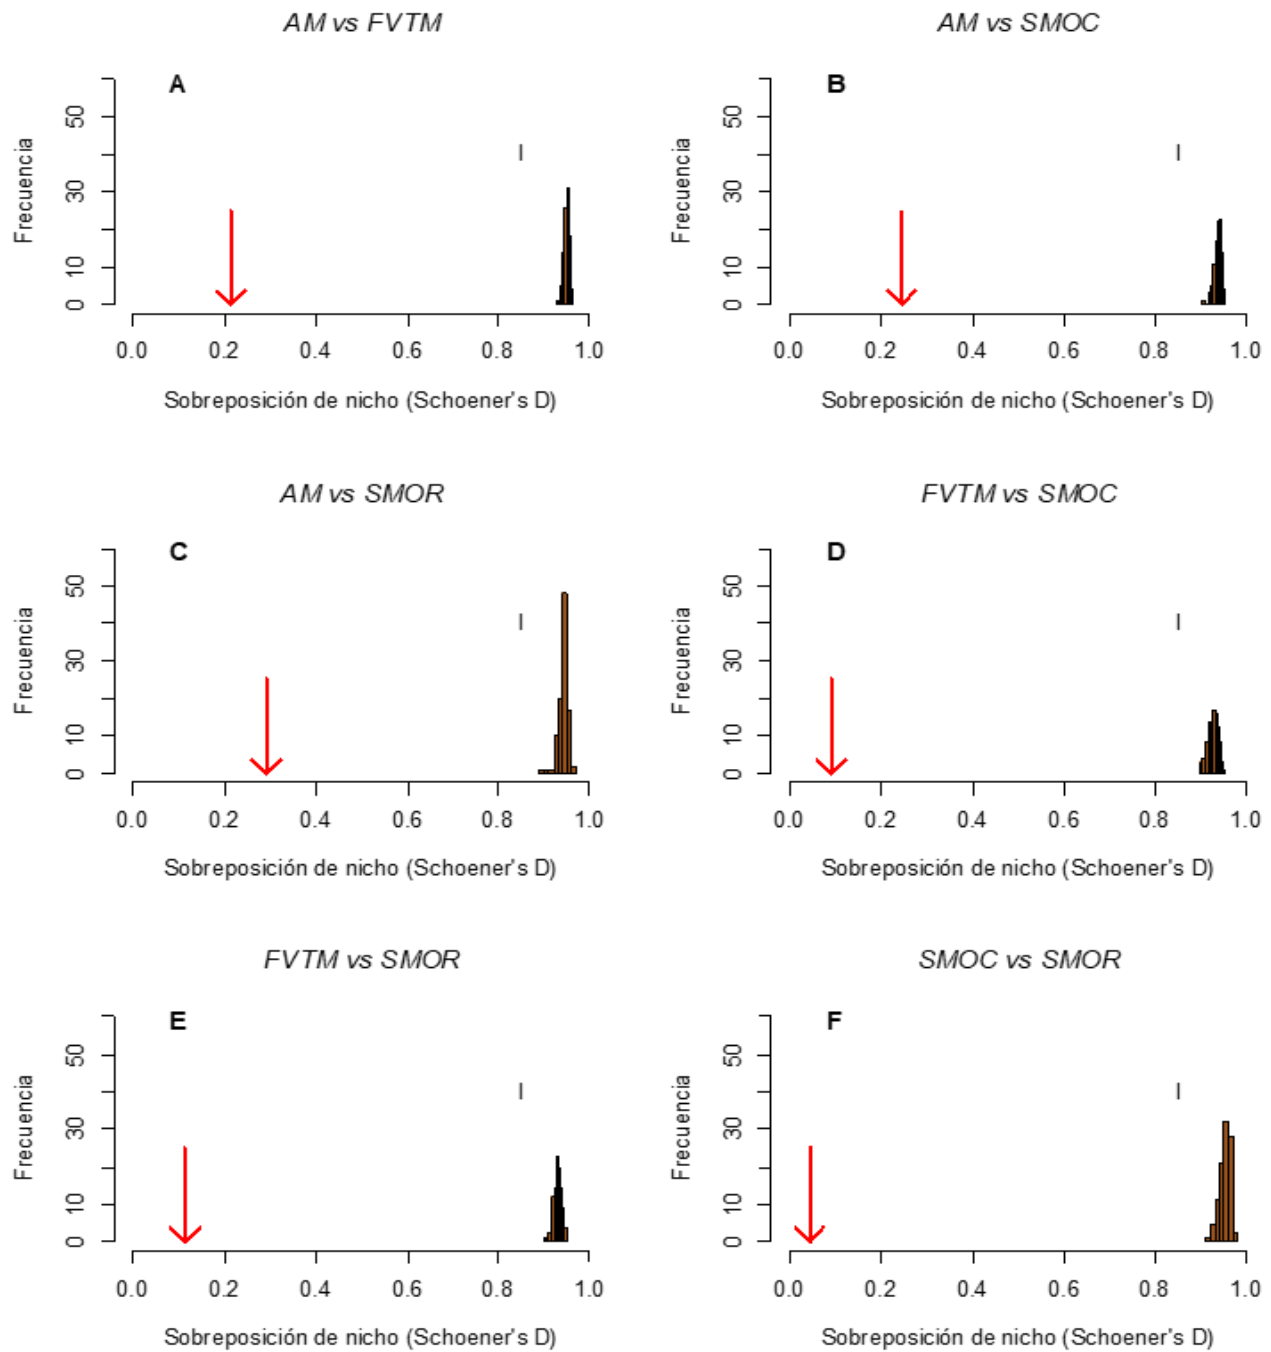 AM vs FVTM
AM vs SMOC
A
B
Frecuencia
50
30
10
0
Frecuencia
50
30
10
0
0.0 0.2 0.4 0.6 0.8 1.0
0.0 0.2 0.4 0.6 0.8 1.0
Sobreposición de nicho (Schoener's D)
Sobreposición de nicho (Schoener's D)
AM vs SMOR
FVTM vs SMOC
C
D
Frecuencia
50
30
10
0
Frecuencia
50
30
10
0
0.0 0.2 0.4 0.6 0.8 1.0
0.0 0.2 0.4 0.6 0.8 1.0
Sobreposición de nicho (Schoener's D)
Sobreposición de nicho (Schoener's D)
FVTM vs SMOR
SMOC vs SMOR
E
F
Frecuencia
50
30
10
0
Frecuencia
50
30
10
0
0.0 0.2 0.4 0.6 0.8 1.0
0.0 0.2 0.4 0.6 0.8 1.0
Sobreposición de nicho (Schoener's D)
Sobreposición de nicho (Schoener's D)